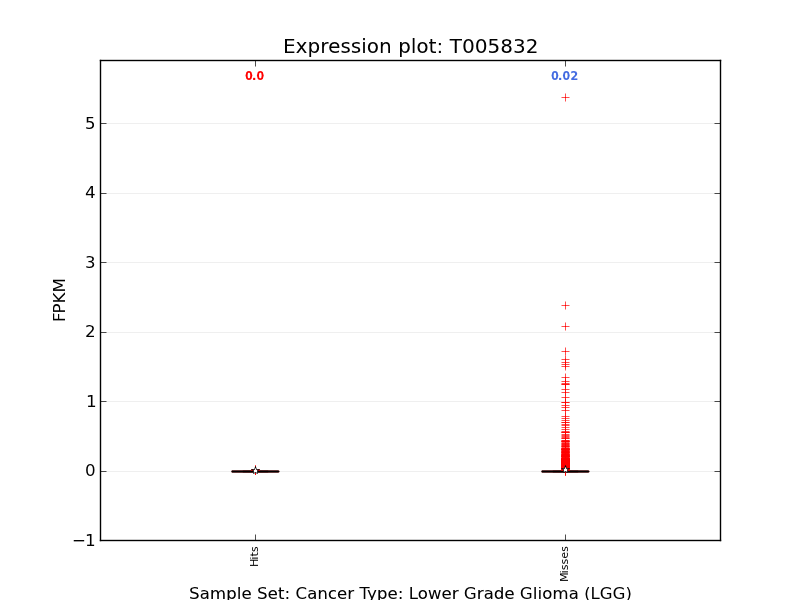 Expression plot: T005832
0.0
0.02
5
4
3
2
1
0
−1
FPKM
Hits
Misses
Sample Set: Cancer Type: Lower Grade Glioma (LGG)